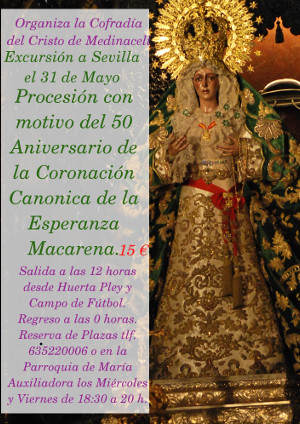 Organiza la Cofradía
del Cristo de Medinaceli
Excursión a Sevilla
el 31 de Mayo
Procesión con
motivo del 50
Aniversario de
la Coronación
Canonica de la
Esperanza
Macarena. 15 €
Salida a las 12 horas
desde Huerta Pley y
Campo de Fútbol.
Regreso a las 0 horas.
Reserva de Plazas tlf.
635220006 o en la
Parroquia de María
Auxiliadora los Miércoles
y Viernes de 18:30 a 20 h.